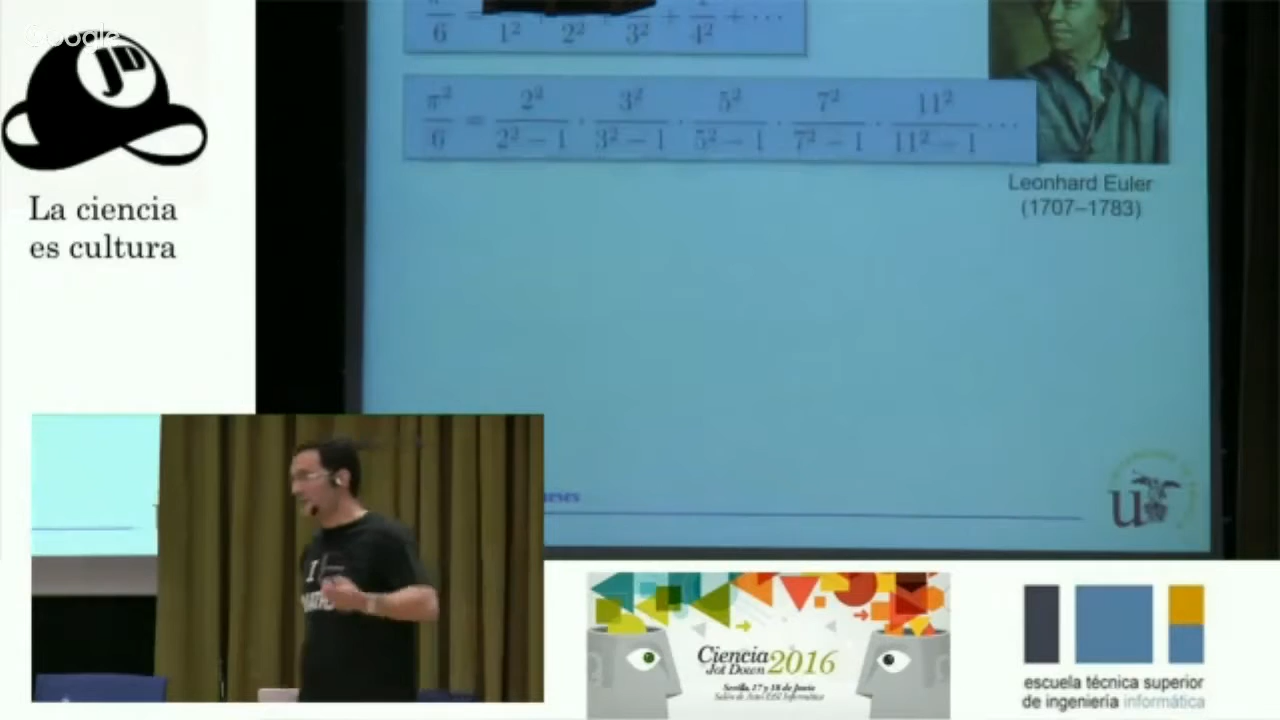 Google
JD
La ciencia
es cultura
π²/6 = 1/1² + 1/2² + 1/3² + 1/4² + ···
π²/6 = 2²/(2² − 1) · 3²/(3² − 1) · 5²/(5² − 1) · 7²/(7² − 1) · 11²/(11² − 1) ···
Leonhard Euler
(1707–1783)
U
I
Ciencia
Jot Down 2016
Sevilla, 17 y 18 de Junio
Salón de Actos ETSI Informática
escuela técnica superior
de ingeniería informática